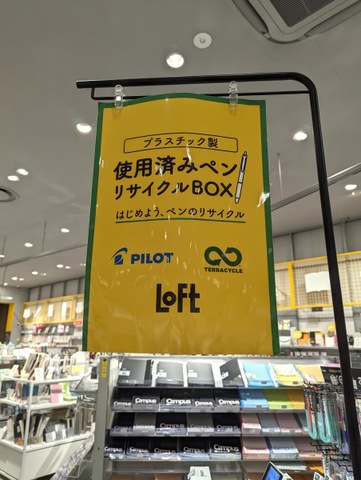 プラスチック製
使用済みペン
リサイクルBOX
はじめよう、ペンのリサイクル
PILOT
TERRACYCLE
LOFT
Campus Campus Campus